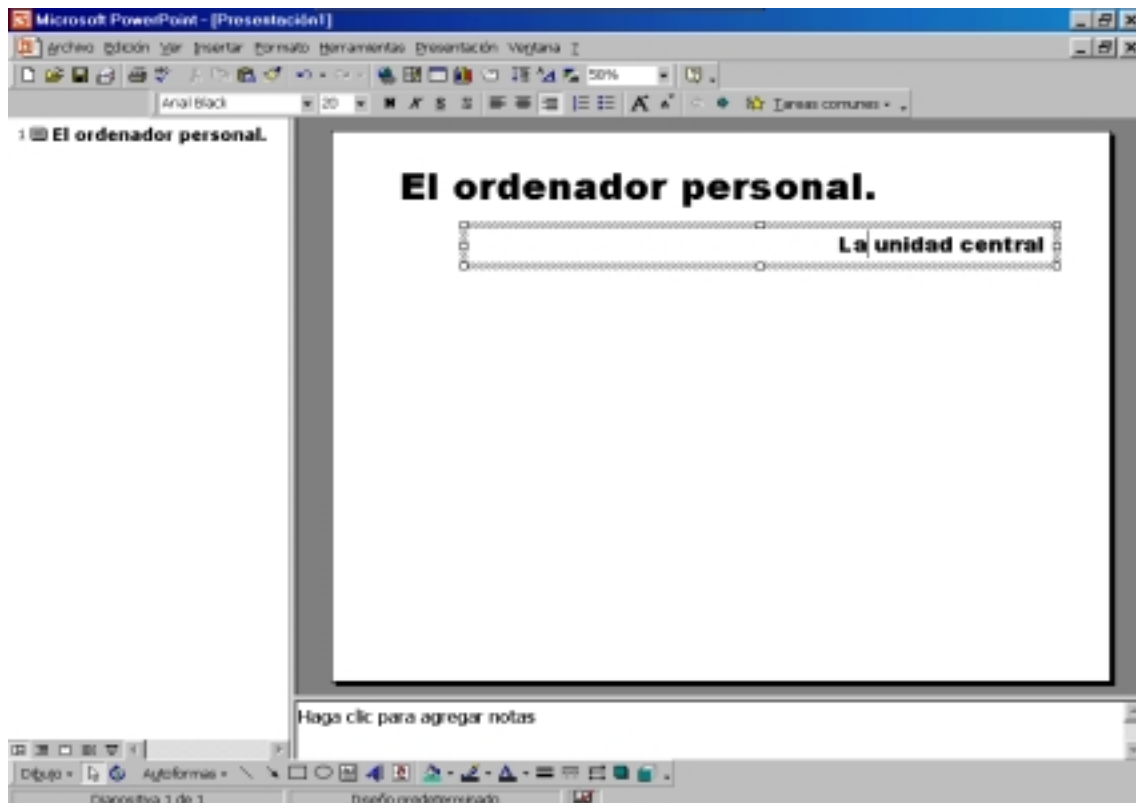 Microsoft PowerPoint - [Presentación1]
Archivo Edición Ver Insertar Formato Herramientas Presentación Ventana ?
50%
Arial Black 20 N K S S Tareas comunes
1 El ordenador personal.
El ordenador personal.
La unidad central
Haga clic para agregar notas
Dibujo Autoformas
Diapositiva 1 de 1 Diseño predeterminado